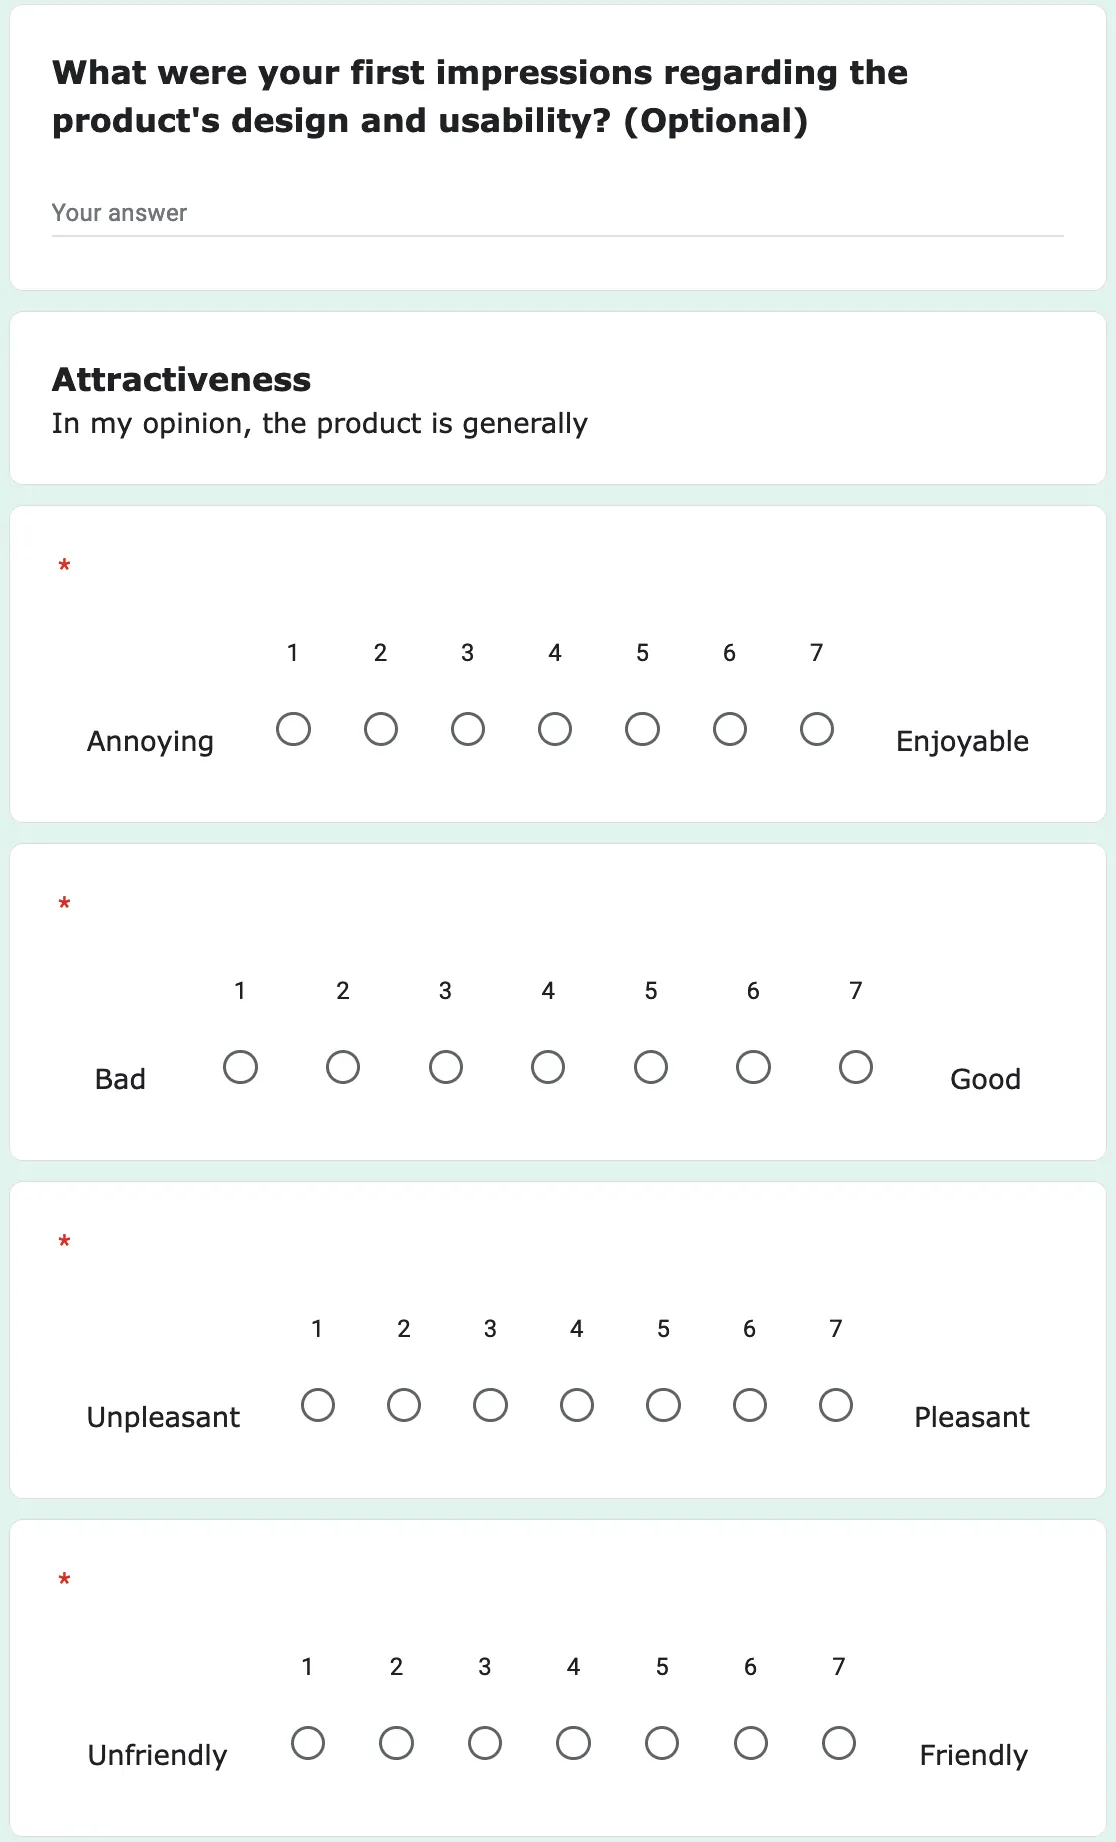 What were your first impressions regarding the
product's design and usability? (Optional)
Your answer
Attractiveness
In my opinion, the product is generally
*
1 2 3 4 5 6 7
Annoying Enjoyable
*
1 2 3 4 5 6 7
Bad Good
*
1 2 3 4 5 6 7
Unpleasant Pleasant
*
1 2 3 4 5 6 7
Unfriendly Friendly